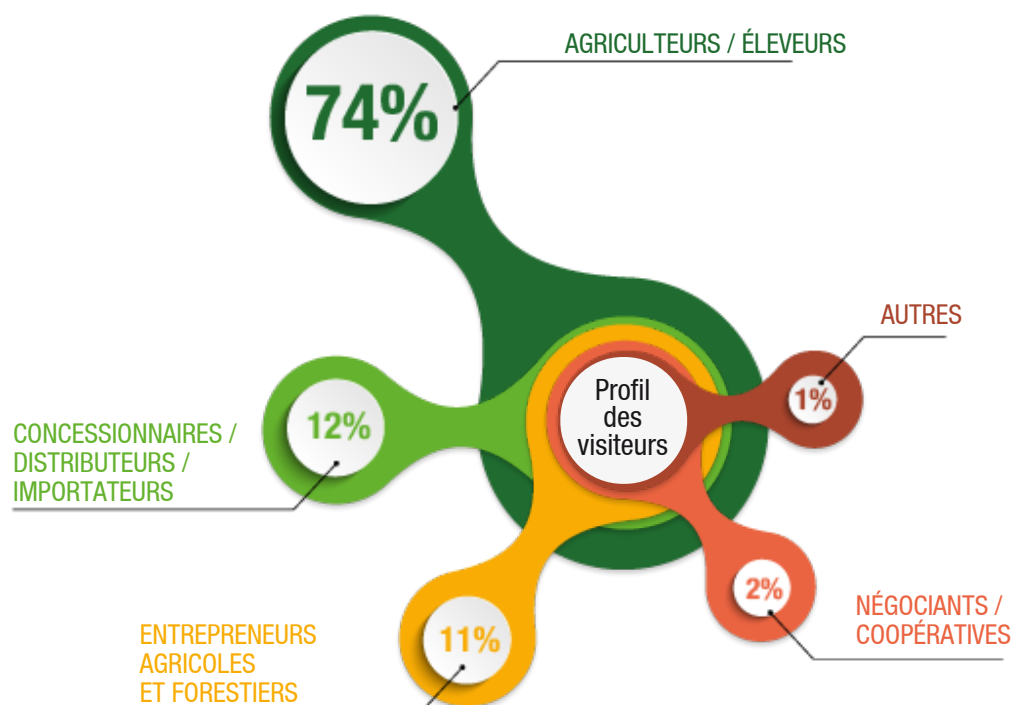 AGRICULTEURS / ÉLEVEURS
74%
AUTRES
1%
Profil
des
visiteurs
12%
CONCESSIONNAIRES /
DISTRIBUTEURS /
IMPORTATEURS
2%
NÉGOCIANTS /
COOPÉRATIVES
11%
ENTREPRENEURS
AGRICOLES
ET FORESTIERS